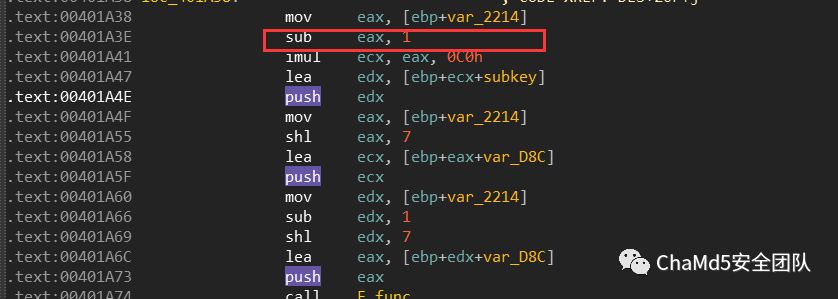 .text:00401A38 mov eax, [ebp+var_2214]
.text:00401A3E sub eax, 1
.text:00401A41 imul ecx, eax, 0C0h
.text:00401A47 lea edx, [ebp+ecx+subkey]
.text:00401A4E push edx
.text:00401A4F mov eax, [ebp+var_2214]
.text:00401A55 shl eax, 7
.text:00401A58 lea ecx, [ebp+eax+var_D8C]
.text:00401A5F push ecx
.text:00401A60 mov edx, [ebp+var_2214]
.text:00401A66 sub edx, 1
.text:00401A69 shl edx, 7
.text:00401A6C lea eax, [ebp+edx+var_D8C]
.text:00401A73 push eax
.text:00401A74 call F_func
ChaMd5安全团队